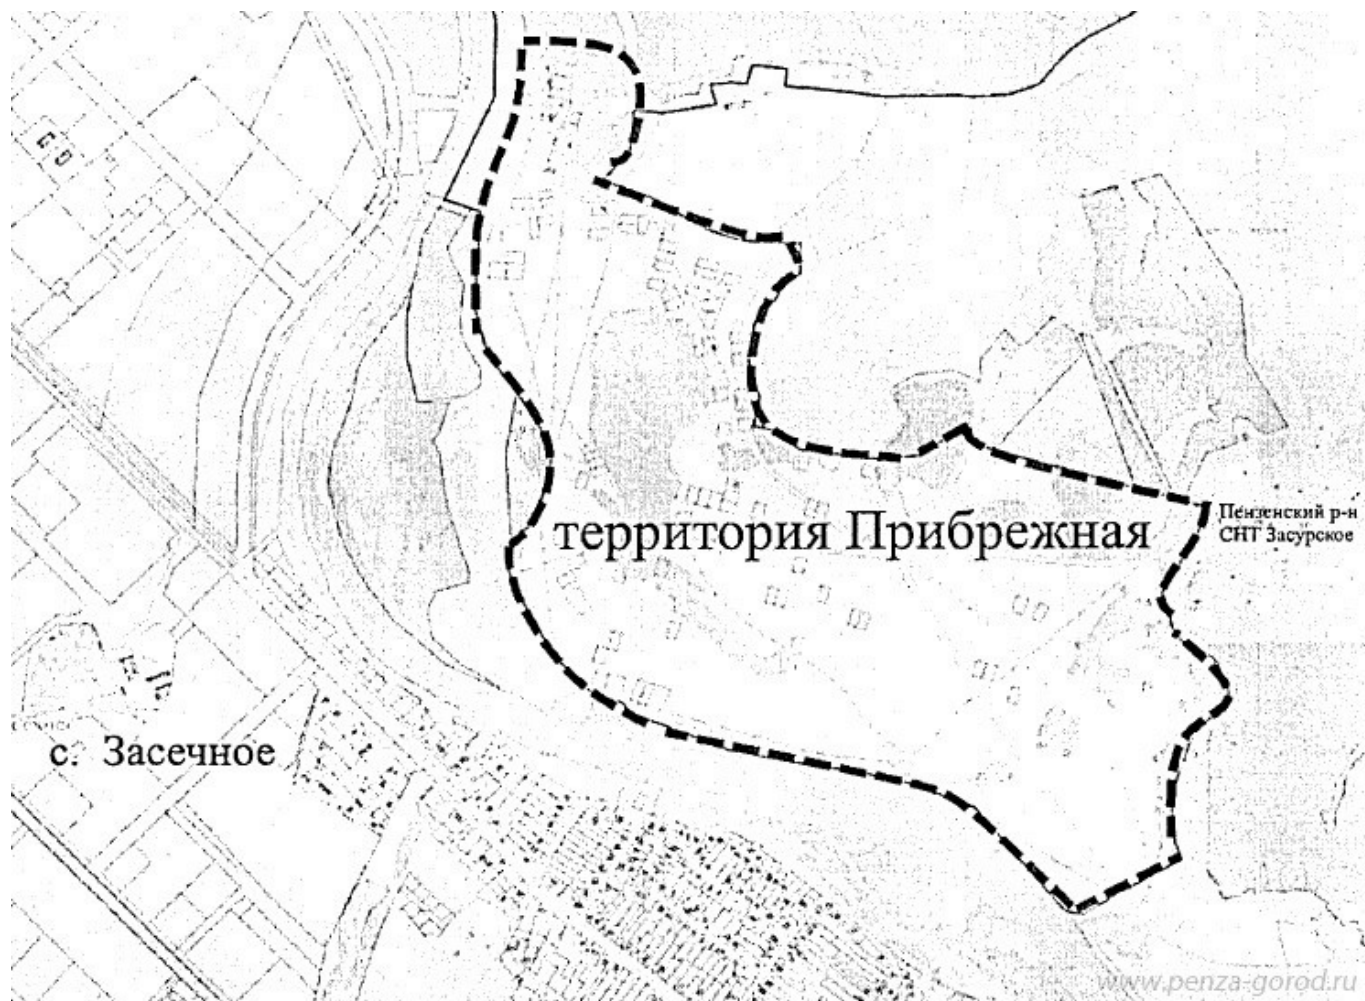 территория Прибрежная
Пензенский р-н
СНТ Засурское
с. Засечное
www.penza-gorod.ru